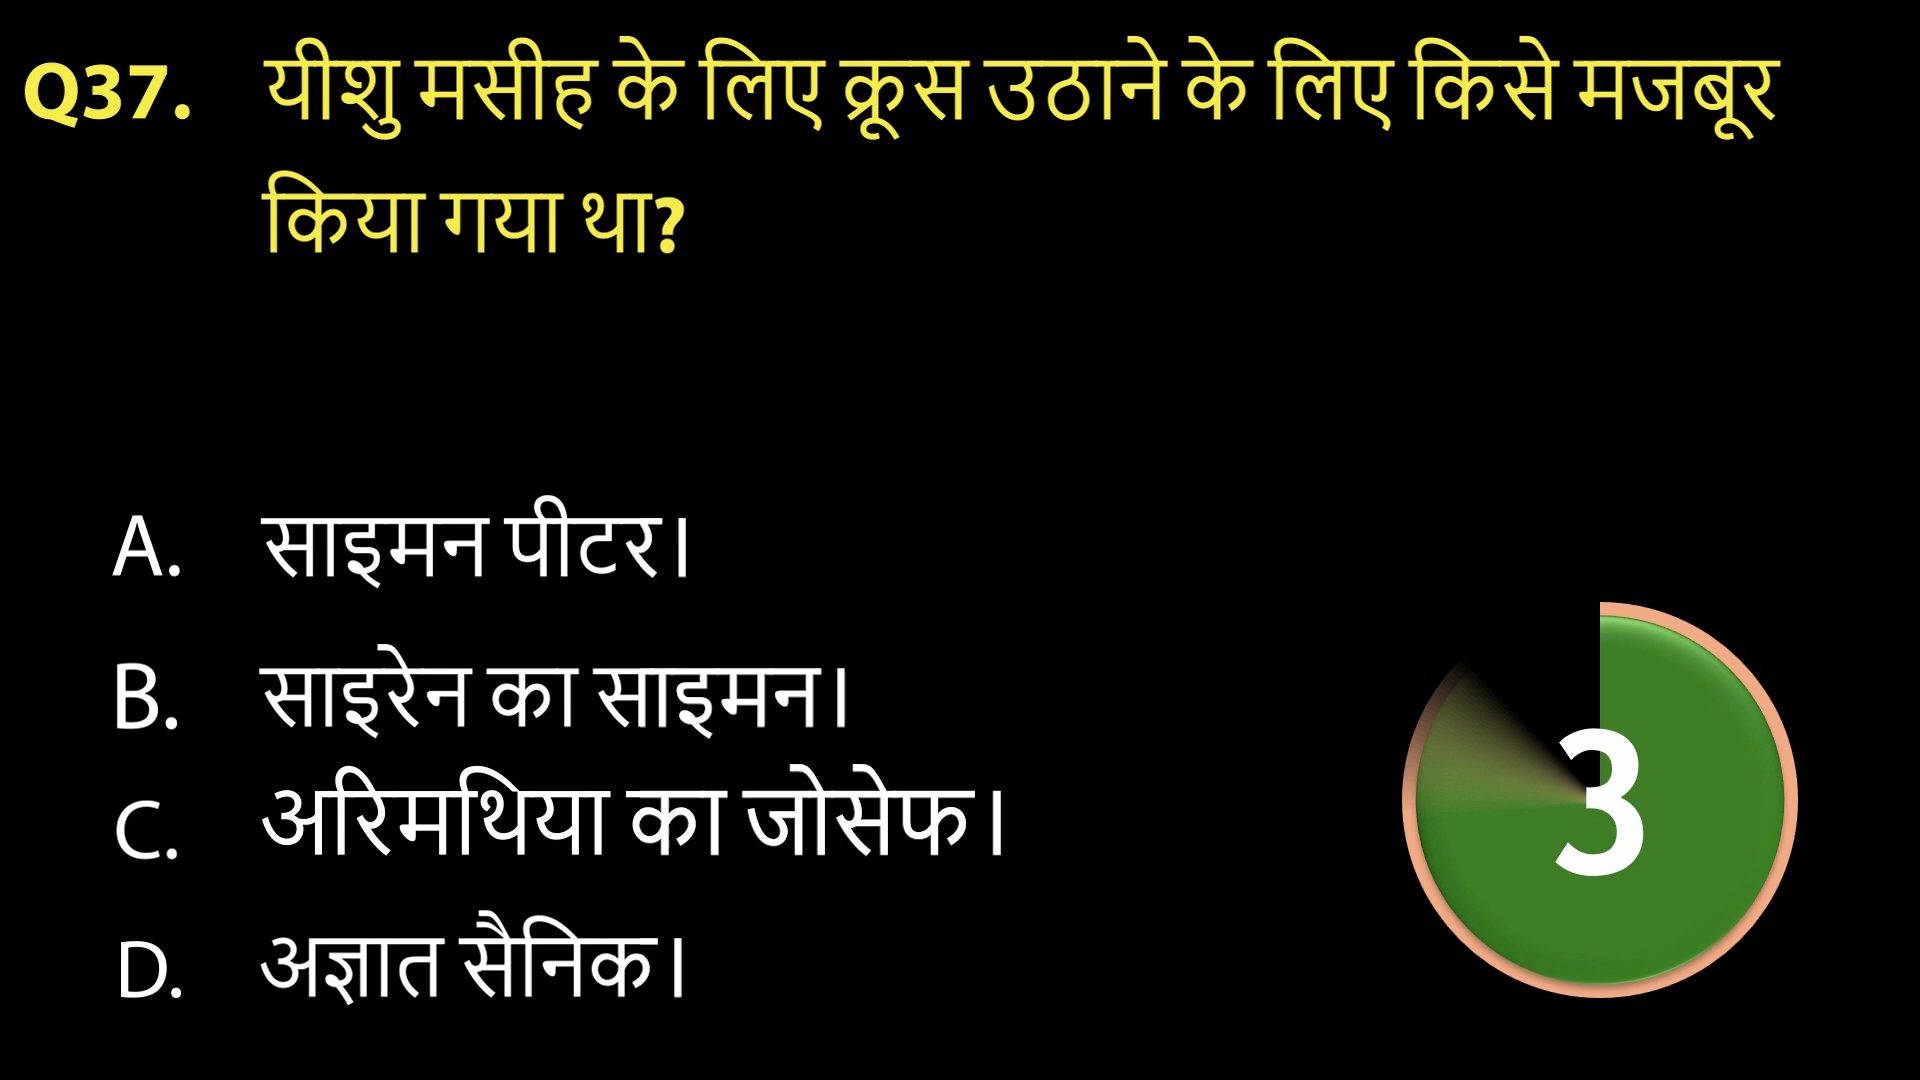 Q37. यीशु मसीह के लिए क्रूस उठाने के लिए किसे मजबूर
किया गया था?
A. साइमन पीटर।
B. साइरेन का साइमन।
C. अरिमथिया का जोसेफ।
D. अज्ञात सैनिक।
3